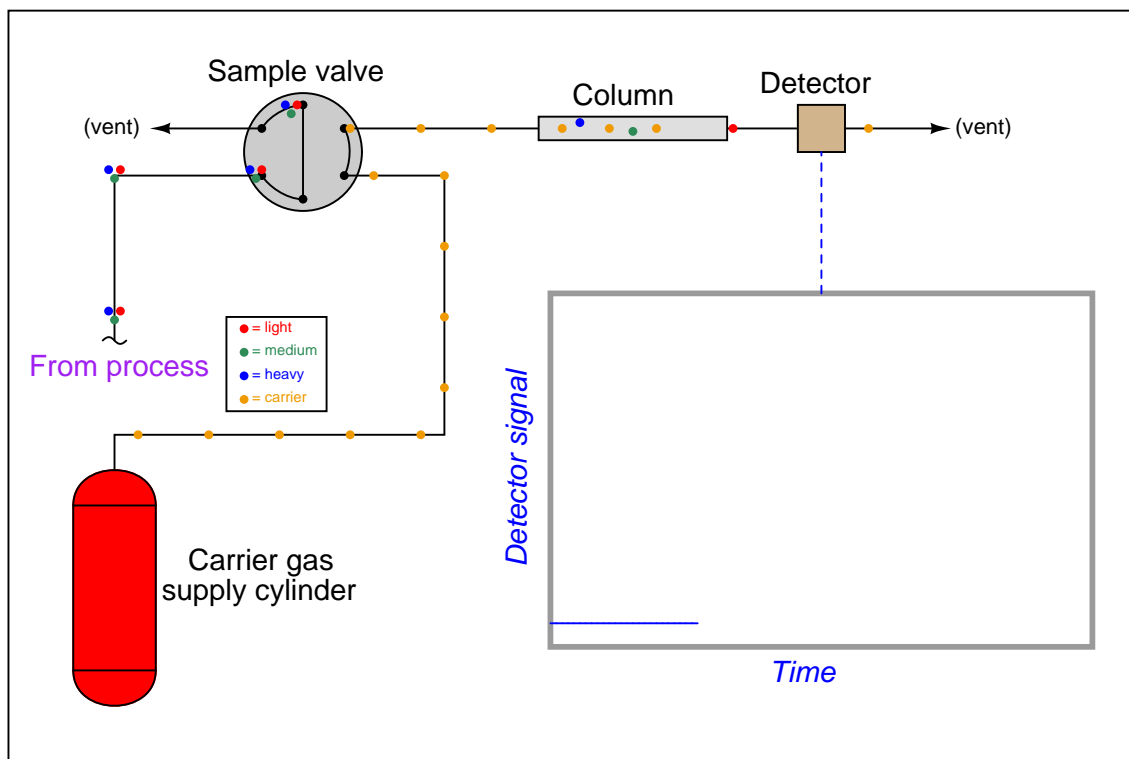 Sample valve
Column
Detector
(vent)
(vent)
From process
= light
= medium
= heavy
= carrier
Carrier gas
supply cylinder
Detector signal
Time